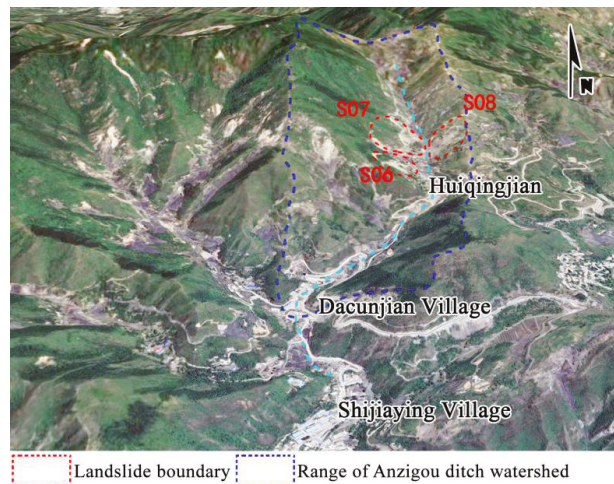 N
S07
S08
S06
Huiqingjian
Dacunjian Village
Shijiaying Village
Landslide boundary
Range of Anzigou ditch watershed